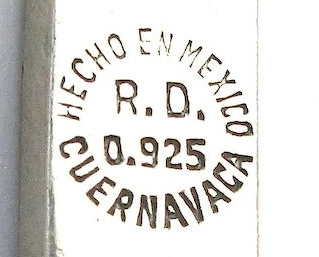 HECHO EN MEXICO
R.D.
0.925
CUERNAVACA